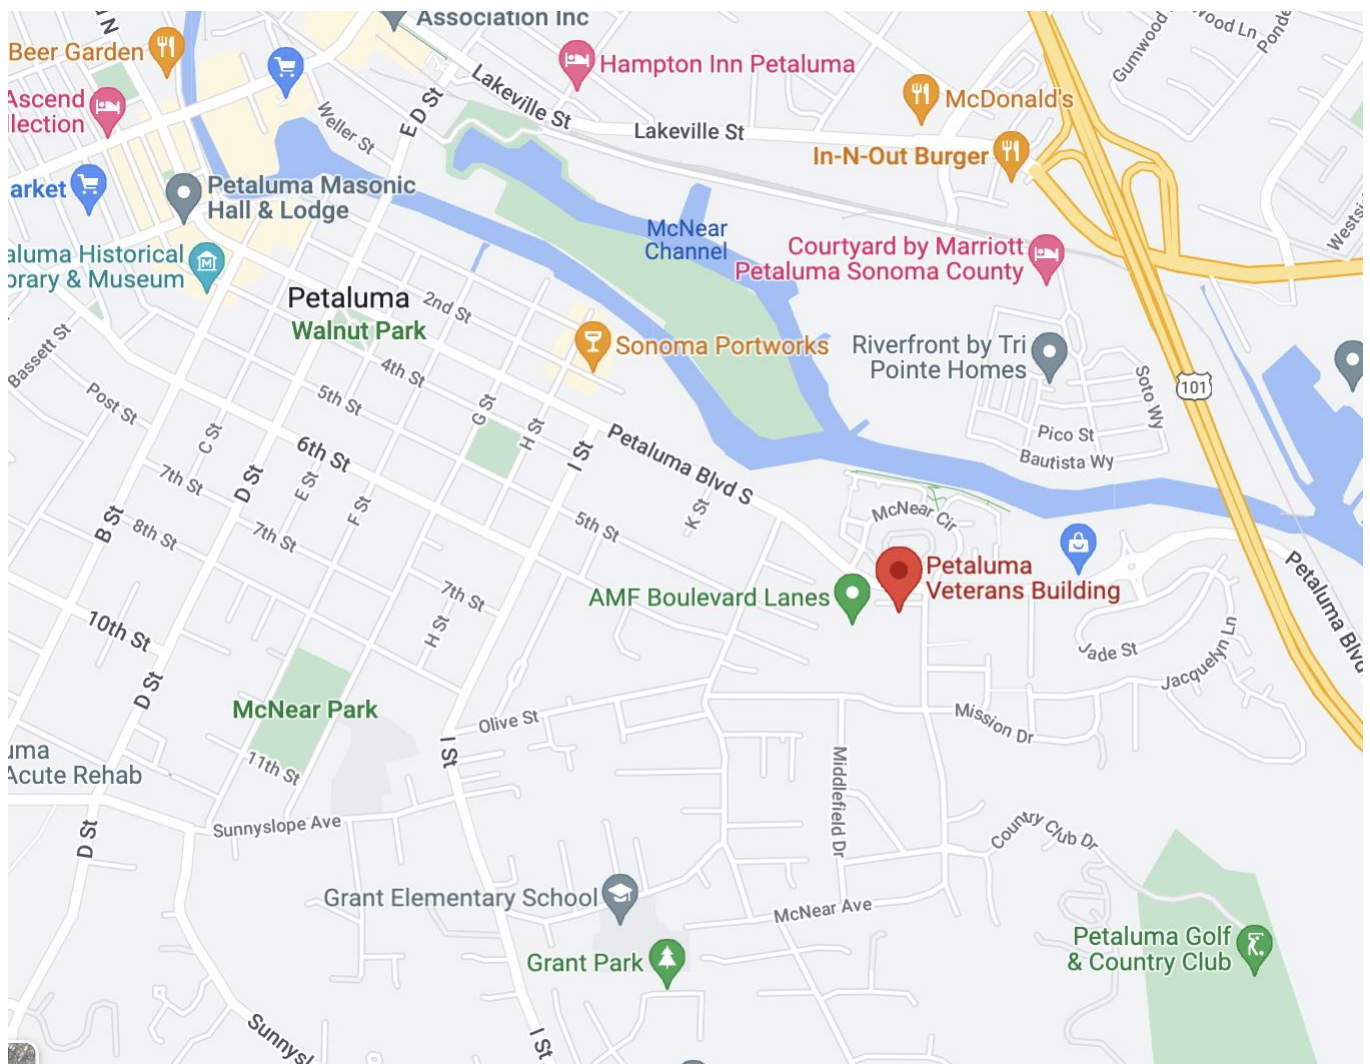 Association Inc
Beer Garden
Hampton Inn Petaluma
Gumwood
wood Ln
Ponde
Ascend
llection
Weller St
E D St
Lakeville St
Lakeville St
McDonald's
In-N-Out Burger
arket
Petaluma Masonic
Hall & Lodge
McNear
Channel
Courtyard by Marriott
Petaluma Sonoma County
Westsi
aluma Historical
brary & Museum
Petaluma
Walnut Park
2nd St
Sonoma Portworks
Riverfront by Tri
Pointe Homes
Soto Wy
101
Bassett St
Post St
4th St
5th St
6th St
G St
H St
I St
Petaluma Blvd S
Pico St
Bautista Wy
C St
7th St
D St
E St
F St
B St
8th St
7th St
5th St
K St
McNear Cir
Petaluma
Veterans Building
AMF Boulevard Lanes
Petaluma Blvd
7th St
H St
10th St
D St
Jade St
Jacquelyn Ln
McNear Park
Olive St
Mission Dr
11th St
I St
uma
Acute Rehab
Middlefield Dr
Sunnyslope Ave
D St
Country Club Dr
Grant Elementary School
McNear Ave
Grant Park
Petaluma Golf
& Country Club
Sunnysl
I St